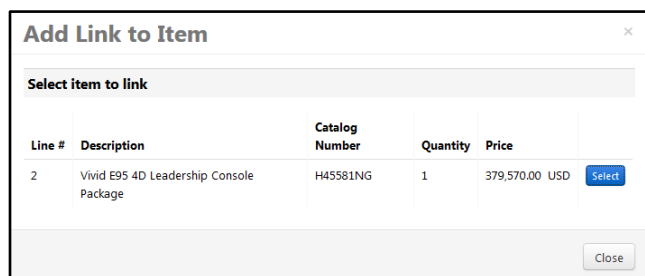 Add Link to Item ×
Select item to link
Catalog
Line # Description Number Quantity Price
2 Vivid E95 4D Leadership Console H45581NG 1 379,570.00 USD Select
Package
Close